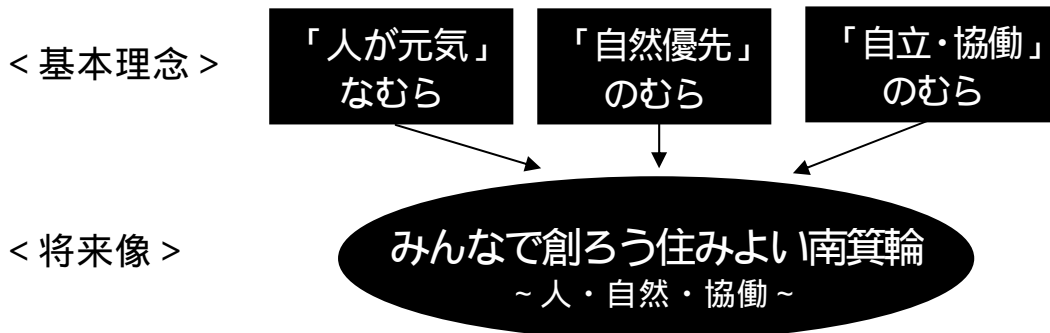 <基本理念>
「人が元気」
なむら
「自然優先」
のむら
「自立・協働」
のむら
<将来像>
みんなで創ろう住みよい南箕輪
~人・自然・協働~